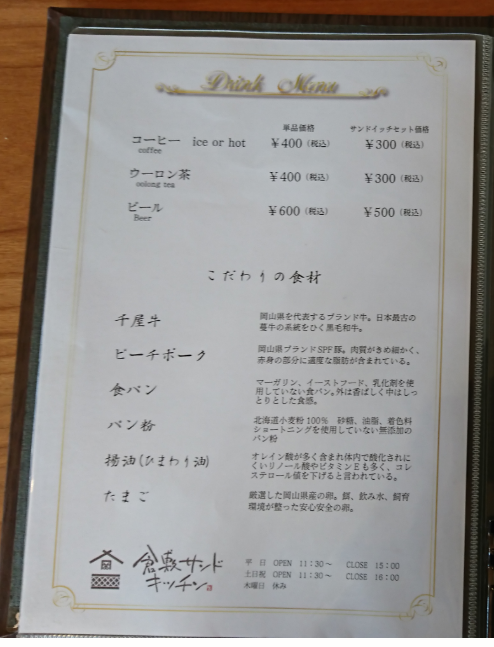 Drink Menu
単品価格 サンドイッチセット価格
コーヒー ice or hot ¥400（税込） ¥300（税込）
coffee
ウーロン茶 ¥400（税込） ¥300（税込）
oolong tea
ビール ¥600（税込） ¥500（税込）
Beer
こだわりの食材
千屋牛
岡山県を代表するブランド牛。日本最古の
蔓牛の系統をひく黒毛和牛。
ピーチポーク
岡山県ブランドSPF豚。肉質がきめ細かく、
赤身の部分に適度な脂肪が含まれている。
食パン
マーガリン、イーストフード、乳化剤を使
用していない食パン。外は香ばしく中はしっ
とりとした食感。
パン粉
北海道小麦粉100% 砂糖、油脂、着色料
ショートニングを使用していない無添加の
パン粉
揚油(ひまわり油)
オレイン酸が多く含まれ体内で酸化されに
くいリノール酸やビタミンEも多く、コレ
ステロール値を下げると言われている。
たまご
厳選した岡山県産の卵。餌、飲み水、飼育
環境が整った安心安全の卵。
倉敷サンド
キッチン
平 日 OPEN 11：30～ CLOSE 15：00
土日祝 OPEN 11：30～ CLOSE 16：00
木曜日 休み